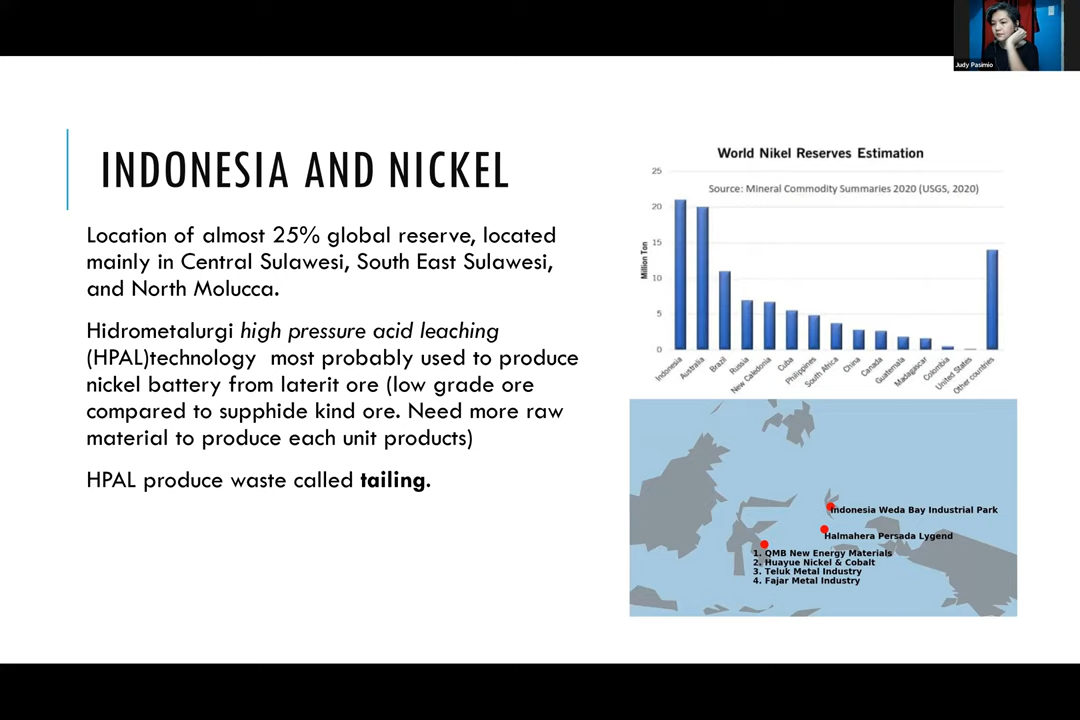 Judy Pasimio
INDONESIA AND NICKEL
Location of almost 25% global reserve, located
mainly in Central Sulawesi, South East Sulawesi,
and North Molucca.
Hidrometalurgi high pressure acid leaching
(HPAL)technology most probably used to produce
nickel battery from laterit ore (low grade ore
compared to supphide kind ore. Need more raw
material to produce each unit products)
HPAL produce waste called tailing.
World Nikel Reserves Estimation
Source: Mineral Commodity Summaries 2020 (USGS, 2020)
Million Ton
25
20
15
10
5
0
Indonesia
Australia
Brazil
Russia
New Caledonia
Cuba
Philippines
South Africa
China
Canada
Guatemala
Madagascar
Colombia
United States
Other countries
Indonesia Weda Bay Industrial Park
Halmahera Persada Lygend
1. QMB New Energy Materials
2. Huayue Nickel & Cobalt
3. Teluk Metal Industry
4. Fajar Metal Industry